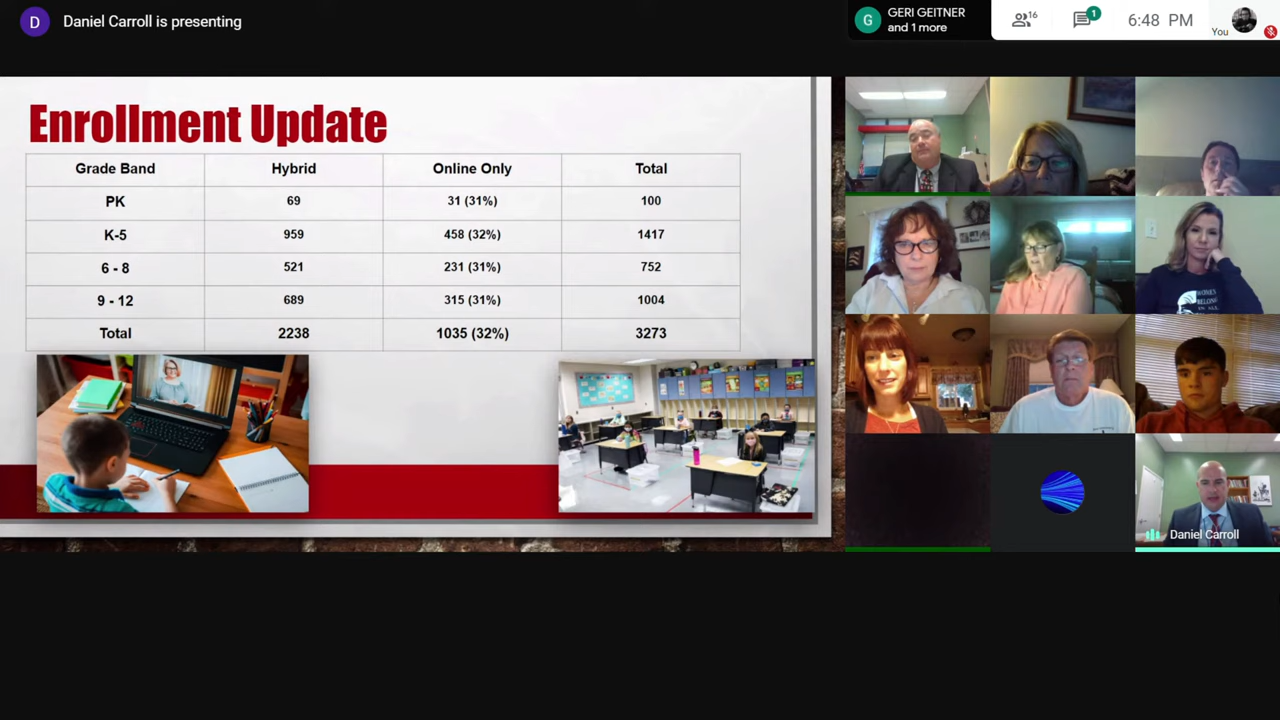 D Daniel Carroll is presenting
G GERI GEITNER
and 1 more
16
1
6:48 PM
You
Enrollment Update
Grade Band Hybrid Online Only Total
PK 69 31 (31%) 100
K-5 959 458 (32%) 1417
6 - 8 521 231 (31%) 752
9 - 12 689 315 (31%) 1004
Total 2238 1035 (32%) 3273
WOMEN
BELONG
Daniel Carroll